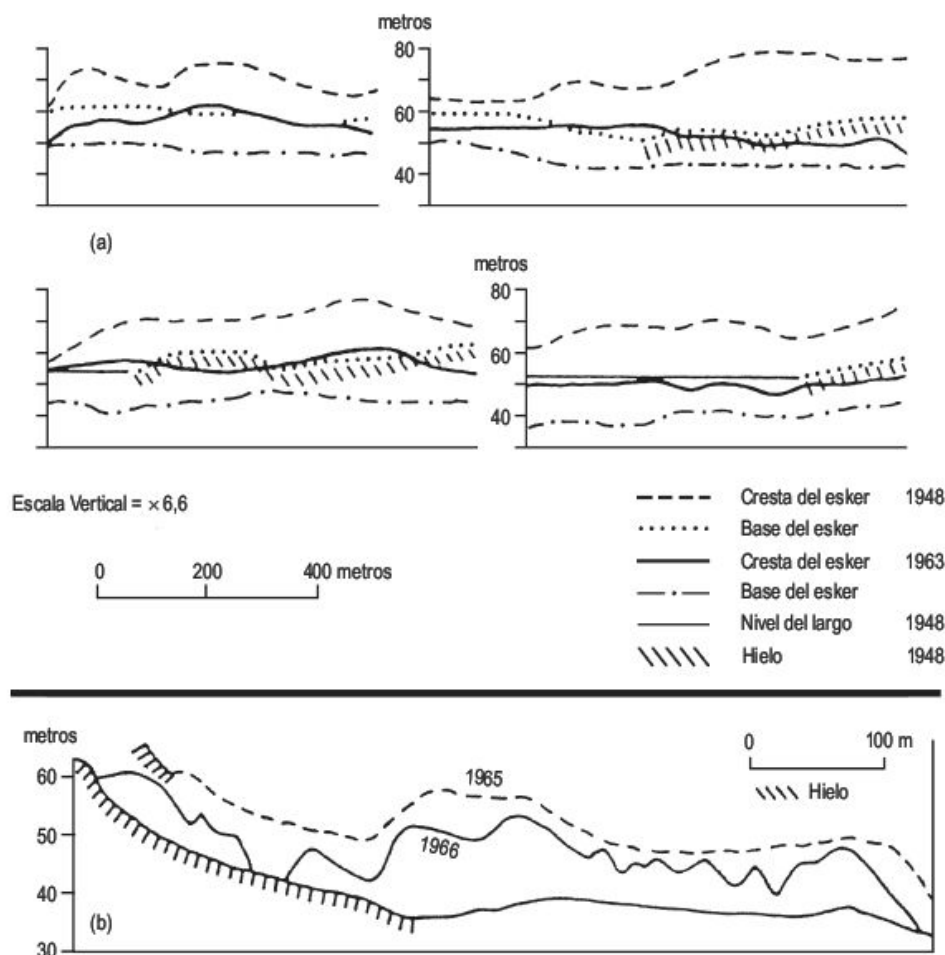 metros
80
60
40
(a)
metros
80
60
40
Escala Vertical = × 6,6
0 200 400 metros
Cresta del esker 1948
Base del esker
Cresta del esker 1963
Base del esker
Nivel del largo 1948
Hielo 1948
metros
60
50
40
30
(b)
1965
1966
0 100 m
Hielo